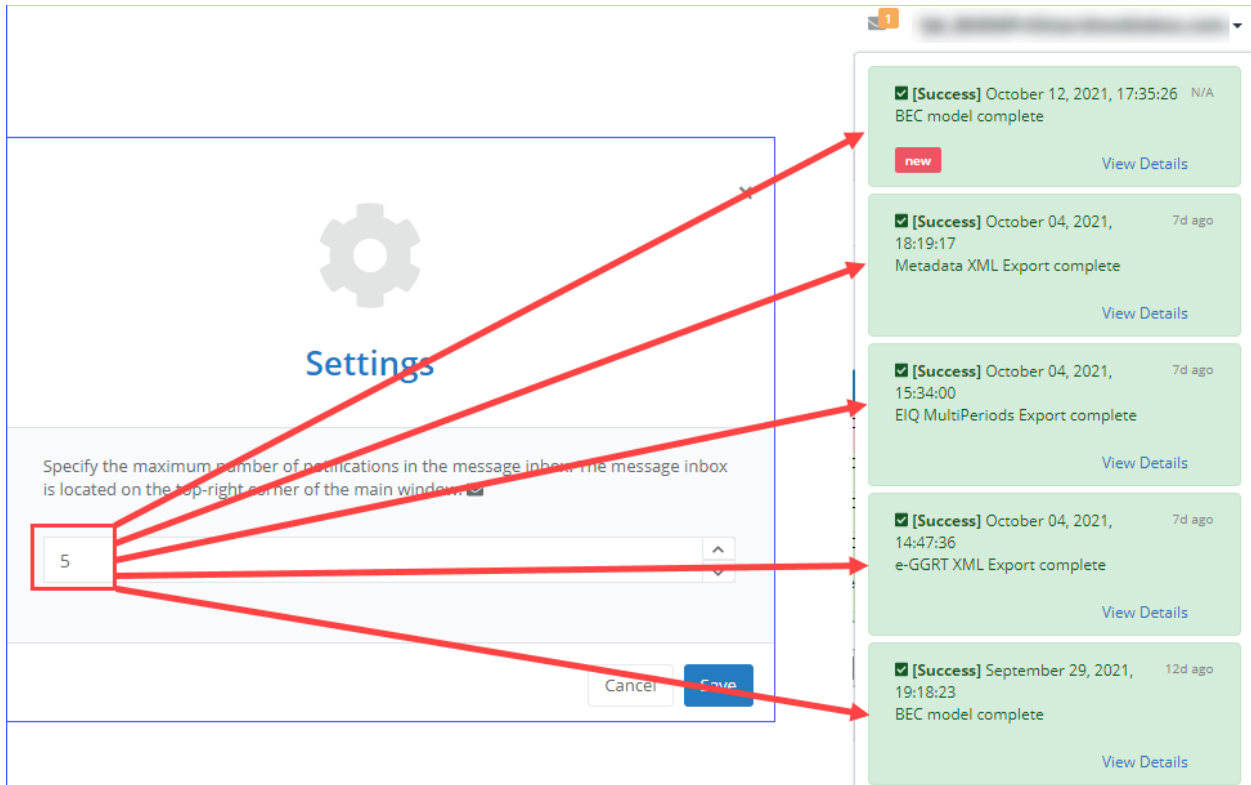 1
[Success] October 12, 2021, 17:35:26 N/A
BEC model complete
new
View Details
[Success] October 04, 2021, 7d ago
18:19:17
Metadata XML Export complete
View Details
[Success] October 04, 2021, 7d ago
15:34:00
EIQ MultiPeriods Export complete
View Details
[Success] October 04, 2021, 7d ago
14:47:36
e-GGRT XML Export complete
View Details
[Success] September 29, 2021, 12d ago
19:18:23
BEC model complete
View Details
Settings
Specify the maximum number of notifications in the message inbox. The message inbox
is located on the top-right corner of the main window.
5
Cancel Save